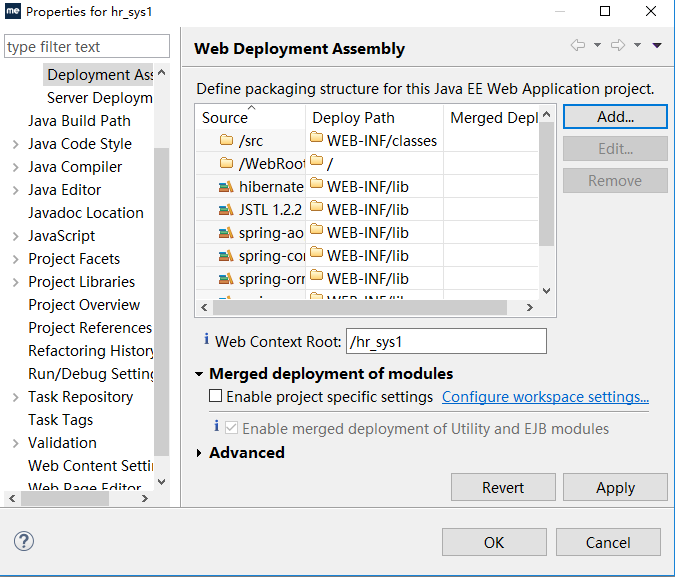 me Properties for hr_sys1
type filter text
Deployment Ass
Server Deploym
Java Build Path
Java Code Style
Java Compiler
Java Editor
Javadoc Location
JavaScript
Project Facets
Project Libraries
Project Overview
Project References
Refactoring History
Run/Debug Setting
Task Repository
Task Tags
Validation
Web Content Setti
Web Page Editor
Web Deployment Assembly
Define packaging structure for this Java EE Web Application project.
Source Deploy Path Merged Depl
/src WEB-INF/classes
/WebRoot /
hibernate WEB-INF/lib
JSTL 1.2.2 WEB-INF/lib
spring-ao WEB-INF/lib
spring-cor WEB-INF/lib
spring-orr WEB-INF/lib
WEB-INF/lib
Add...
Edit...
Remove
Web Context Root: /hr_sys1
Merged deployment of modules
Enable project specific settings Configure workspace settings...
Enable merged deployment of Utility and EJB modules
Advanced
Revert Apply
OK Cancel